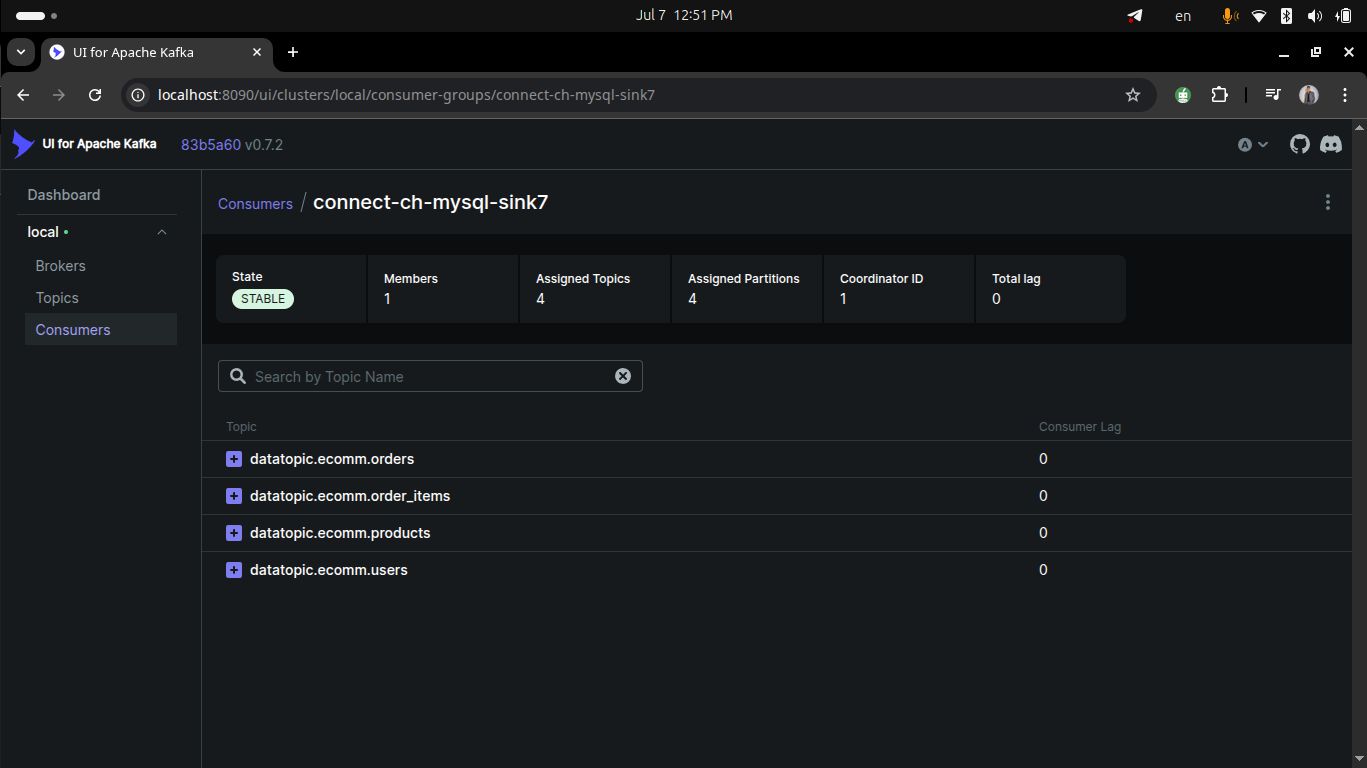 Jul 7 12:51 PM
en
UI for Apache Kafka
localhost:8090/ui/clusters/local/consumer-groups/connect-ch-mysql-sink7
UI for Apache Kafka 83b5a60 v0.7.2
A
Dashboard
local
Brokers
Topics
Consumers
Consumers / connect-ch-mysql-sink7
State Members Assigned Topics Assigned Partitions Coordinator ID Total lag
STABLE 1 4 4 1 0
Search by Topic Name
Topic Consumer Lag
datatopic.ecomm.orders 0
datatopic.ecomm.order_items 0
datatopic.ecomm.products 0
datatopic.ecomm.users 0